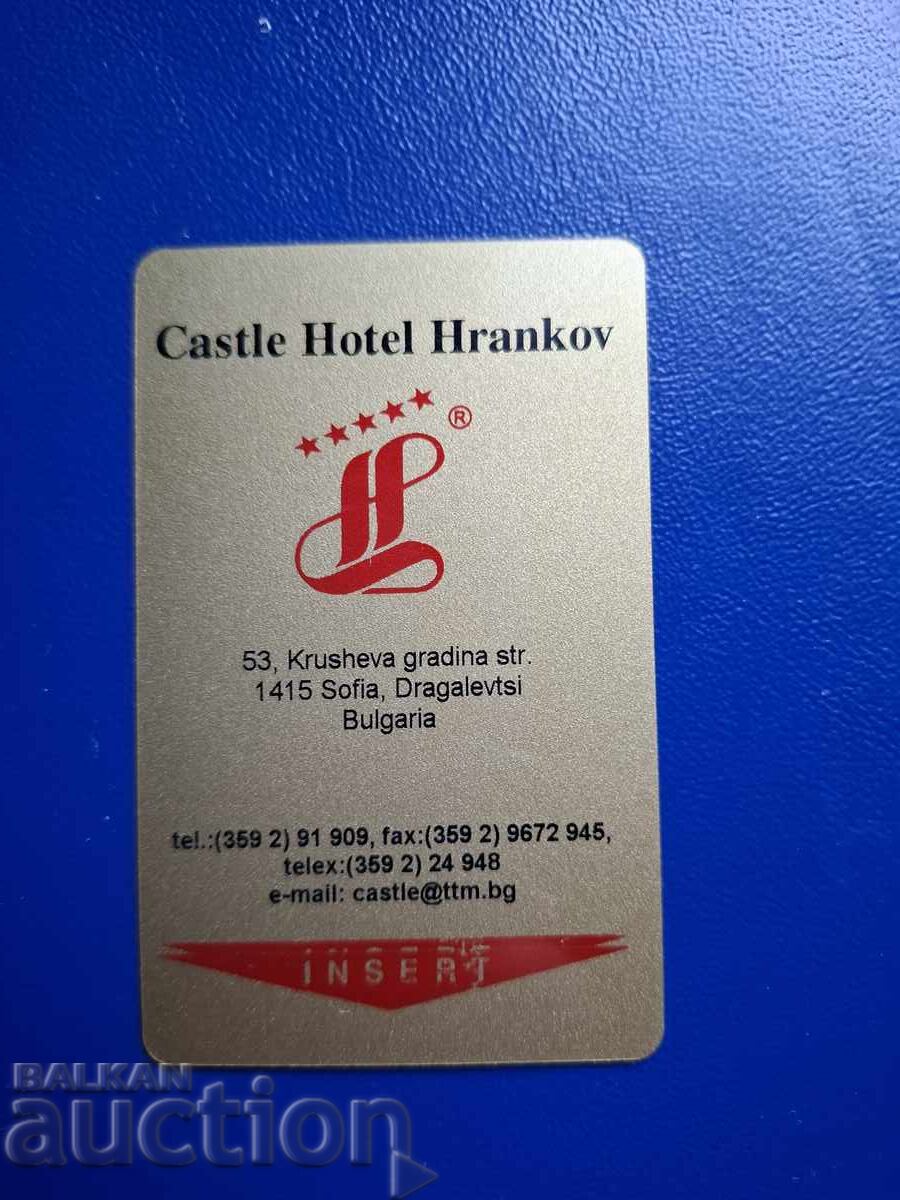 Castle Hotel Hrankov
®
H
53, Krusheva gradina str.
1415 Sofia, Dragalevtsi
Bulgaria
tel.:(359 2) 91 909, fax:(359 2) 9672 945,
telex:(359 2) 24 948
e-mail: castle@ttm.bg
INSERT
BALKAN
auction